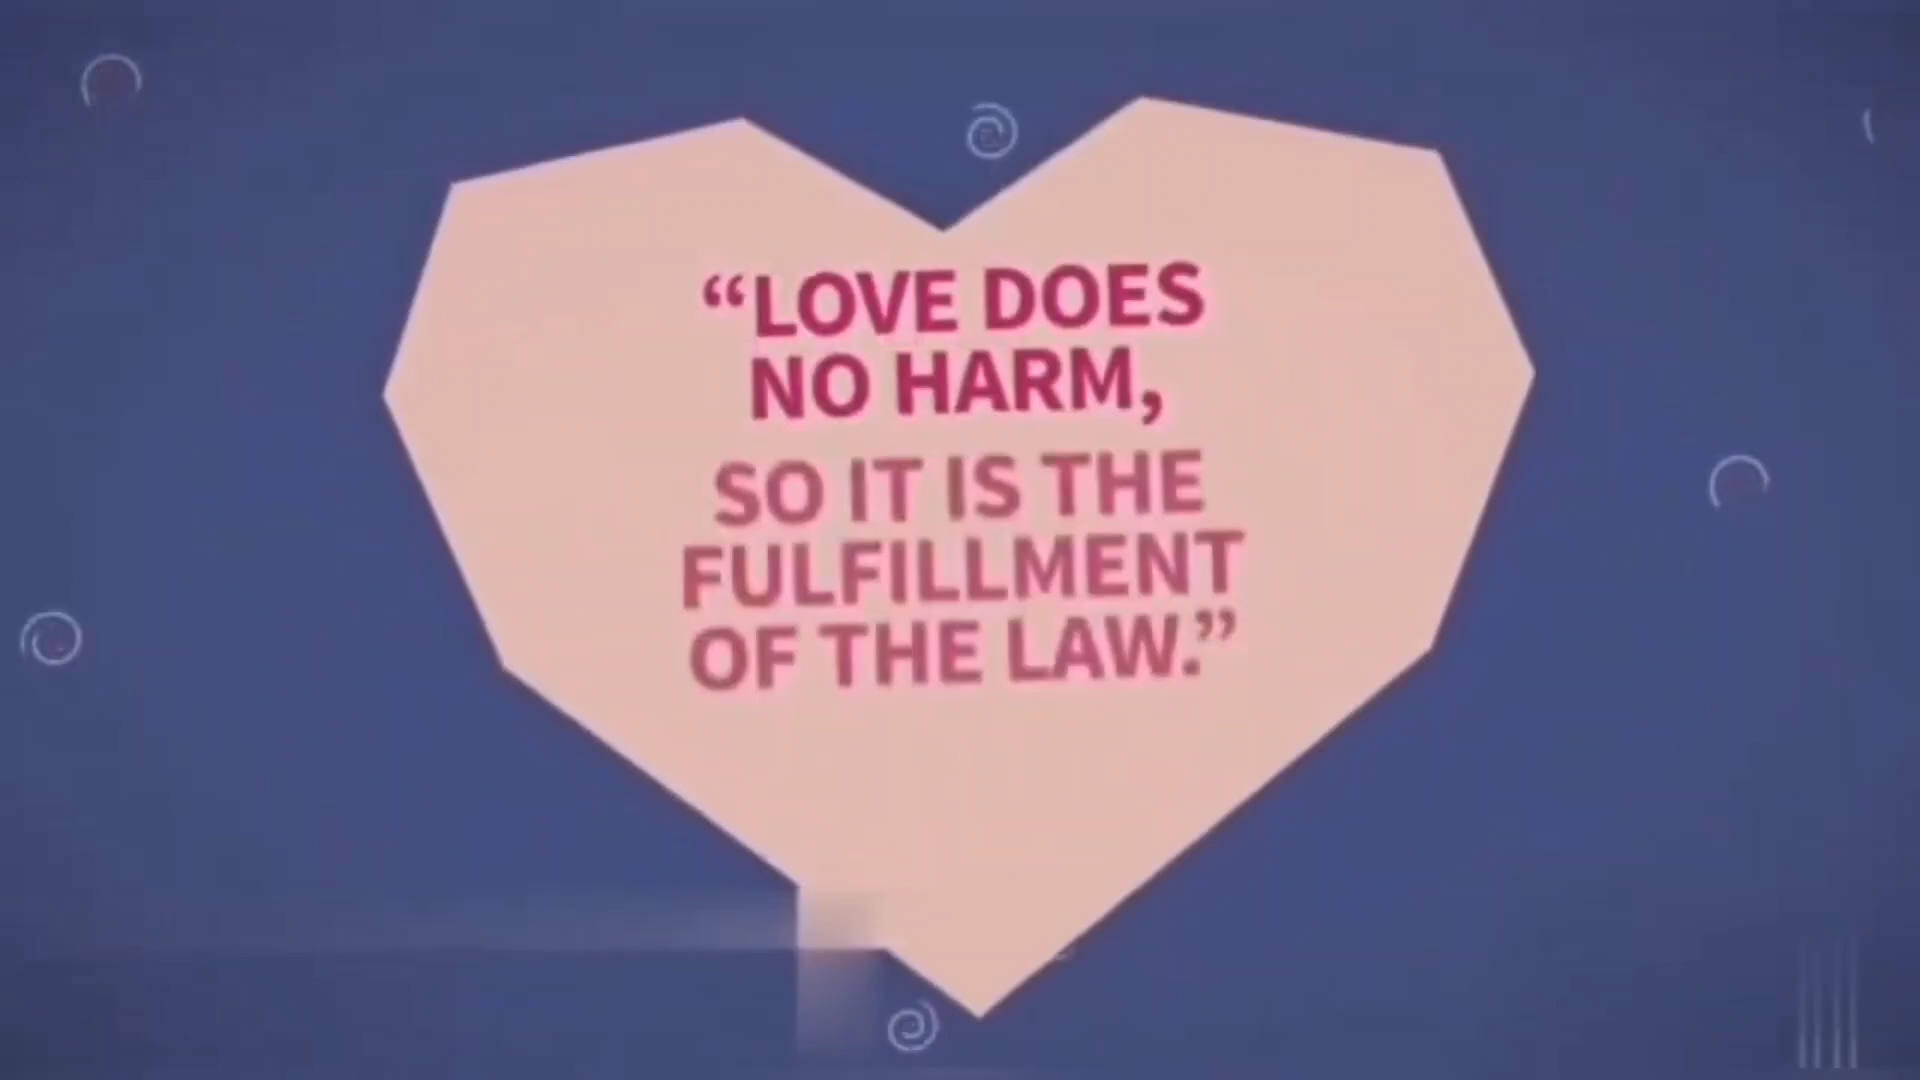 “LOVE DOES
NO HARM,
SO IT IS THE
FULFILLMENT
OF THE LAW.”